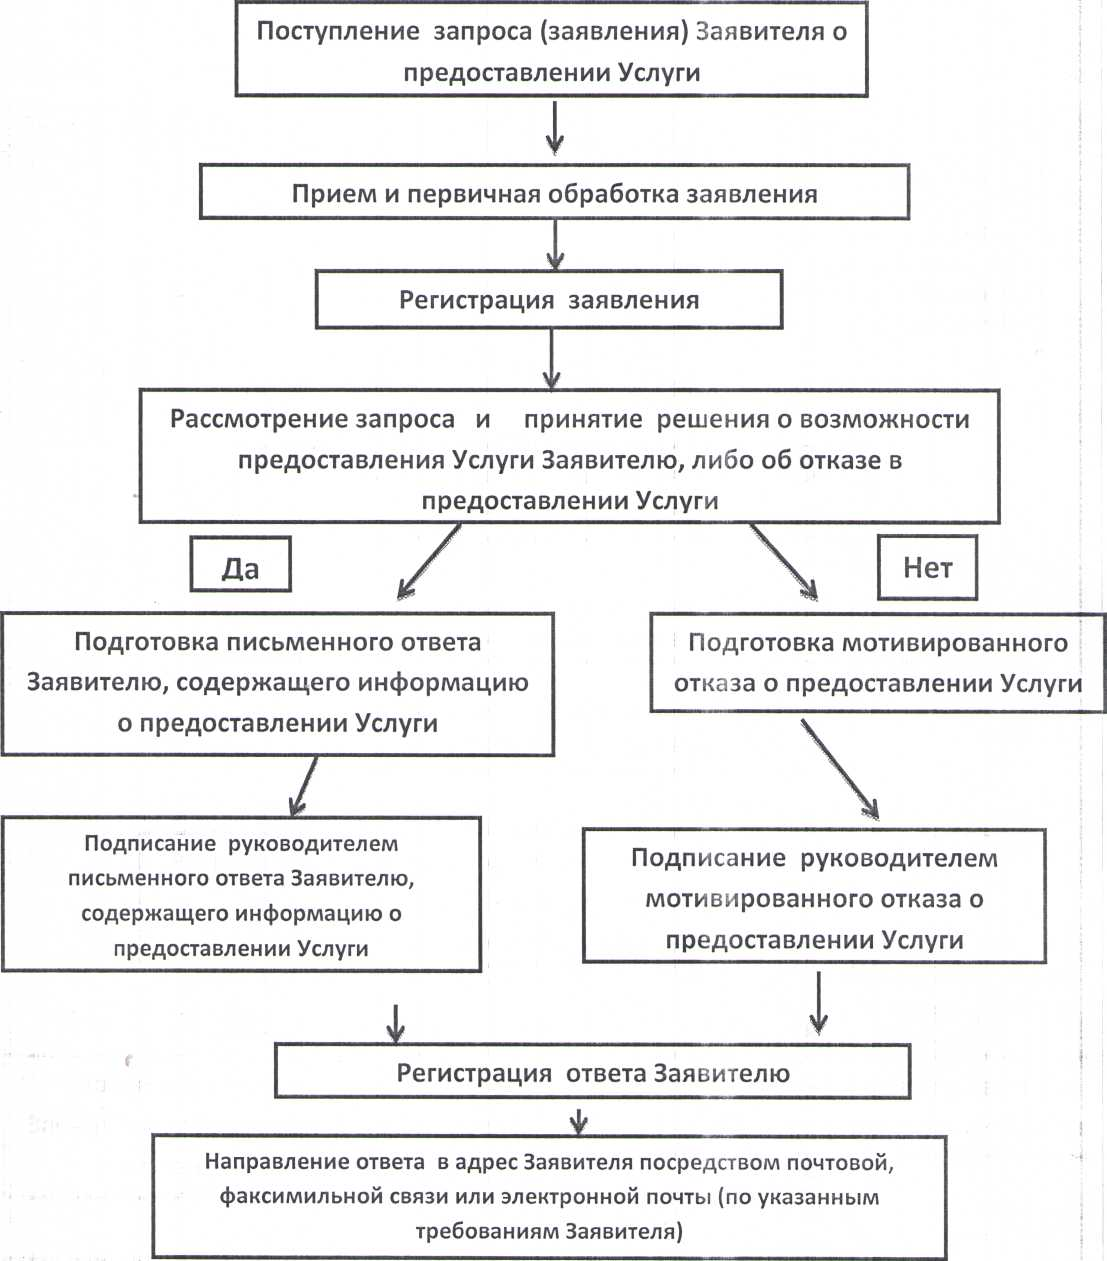 Поступление запроса (заявления) Заявителя о
предоставлении Услуги
Прием и первичная обработка заявления
Регистрация заявления
Рассмотрение запроса и принятие решения о возможности
предоставления Услуги Заявителю, либо об отказе в
предоставлении Услуги
Да
Нет
Подготовка письменного ответа
Заявителю, содержащего информацию
о предоставлении Услуги
Подготовка мотивированного
отказа о предоставлении Услуги
Подписание руководителем
письменного ответа Заявителю,
содержащего информацию о
предоставлении Услуги
Подписание руководителем
мотивированного отказа о
предоставлении Услуги
Регистрация ответа Заявителю
Направление ответа в адрес Заявителя посредством почтовой,
факсимильной связи или электронной почты (по указанным
требованиям Заявителя)